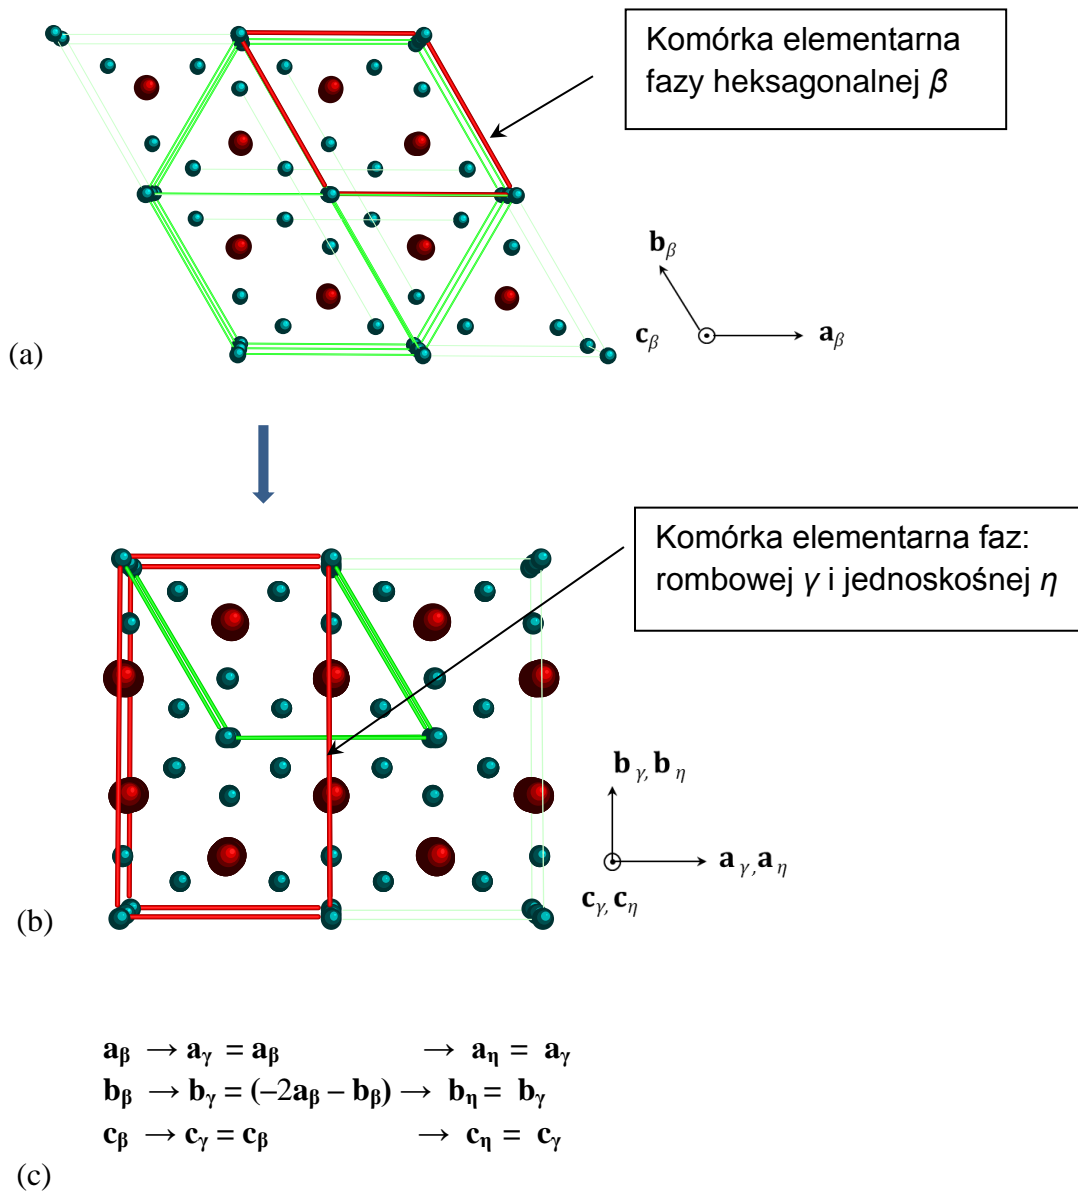 Komórka elementarna
fazy heksagonalnej β
b_β
c_β a_β
(a)
Komórka elementarna faz:
rombowej γ i jednoskośnej η
b_γ, b_η
a_γ, a_η
c_γ, c_η
(b)
a_β → a_γ = a_β → a_η = a_γ
b_β → b_γ = (−2a_β − b_β) → b_η = b_γ
c_β → c_γ = c_β → c_η = c_γ
(c)